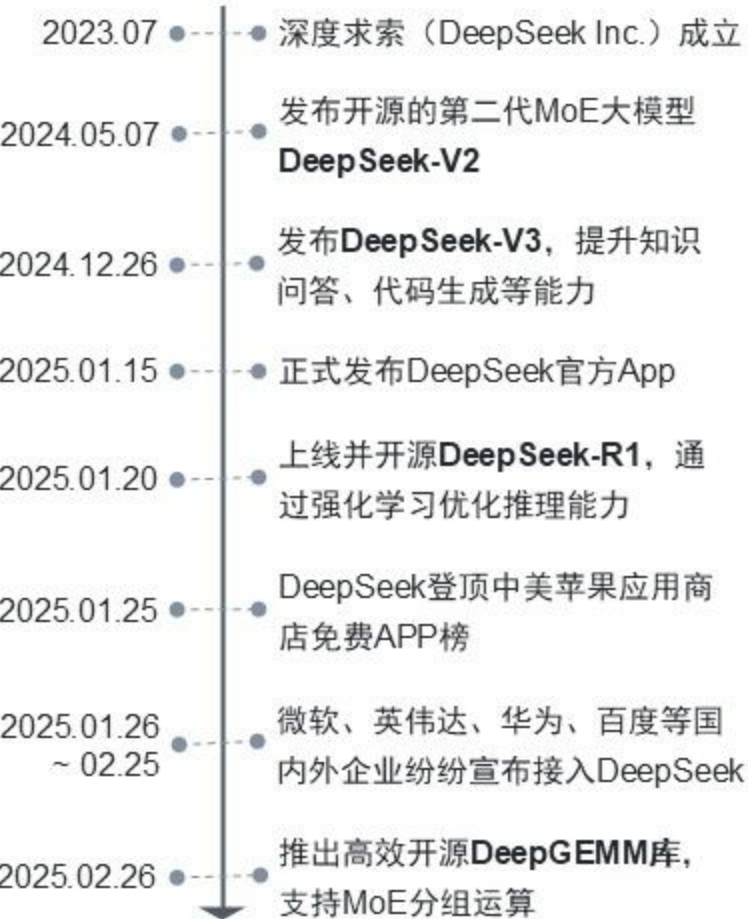 2023.07
深度求索（DeepSeek Inc.）成立
2024.05.07
发布开源的第二代MoE大模型
DeepSeek-V2
2024.12.26
发布DeepSeek-V3，提升知识
问答、代码生成等能力
2025.01.15
正式发布DeepSeek官方App
2025.01.20
上线并开源DeepSeek-R1，通
过强化学习优化推理能力
2025.01.25
DeepSeek登顶中美苹果应用商
店免费APP榜
2025.01.26
~ 02.25
微软、英伟达、华为、百度等国
内外企业纷纷宣布接入DeepSeek
2025.02.26
推出高效开源DeepGEMM库，
支持MoE分组运算